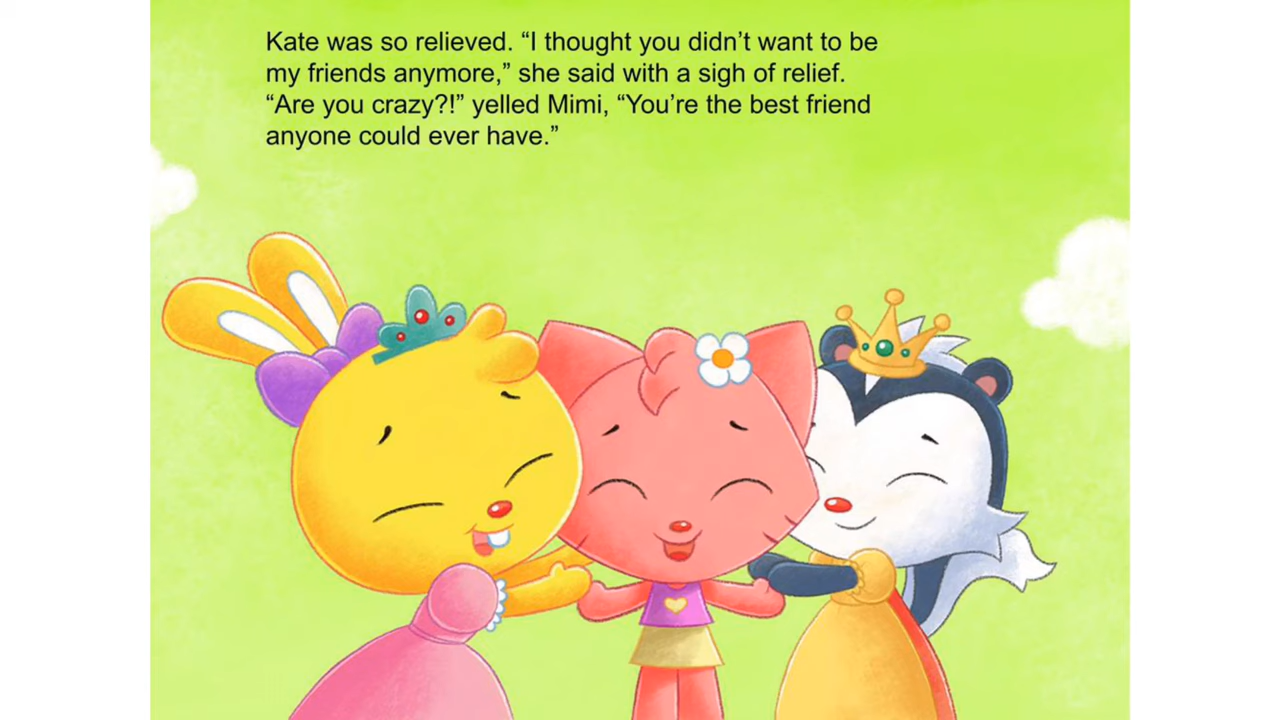 Kate was so relieved. “I thought you didn’t want to be
my friends anymore,” she said with a sigh of relief.
“Are you crazy?!” yelled Mimi, “You’re the best friend
anyone could ever have.”